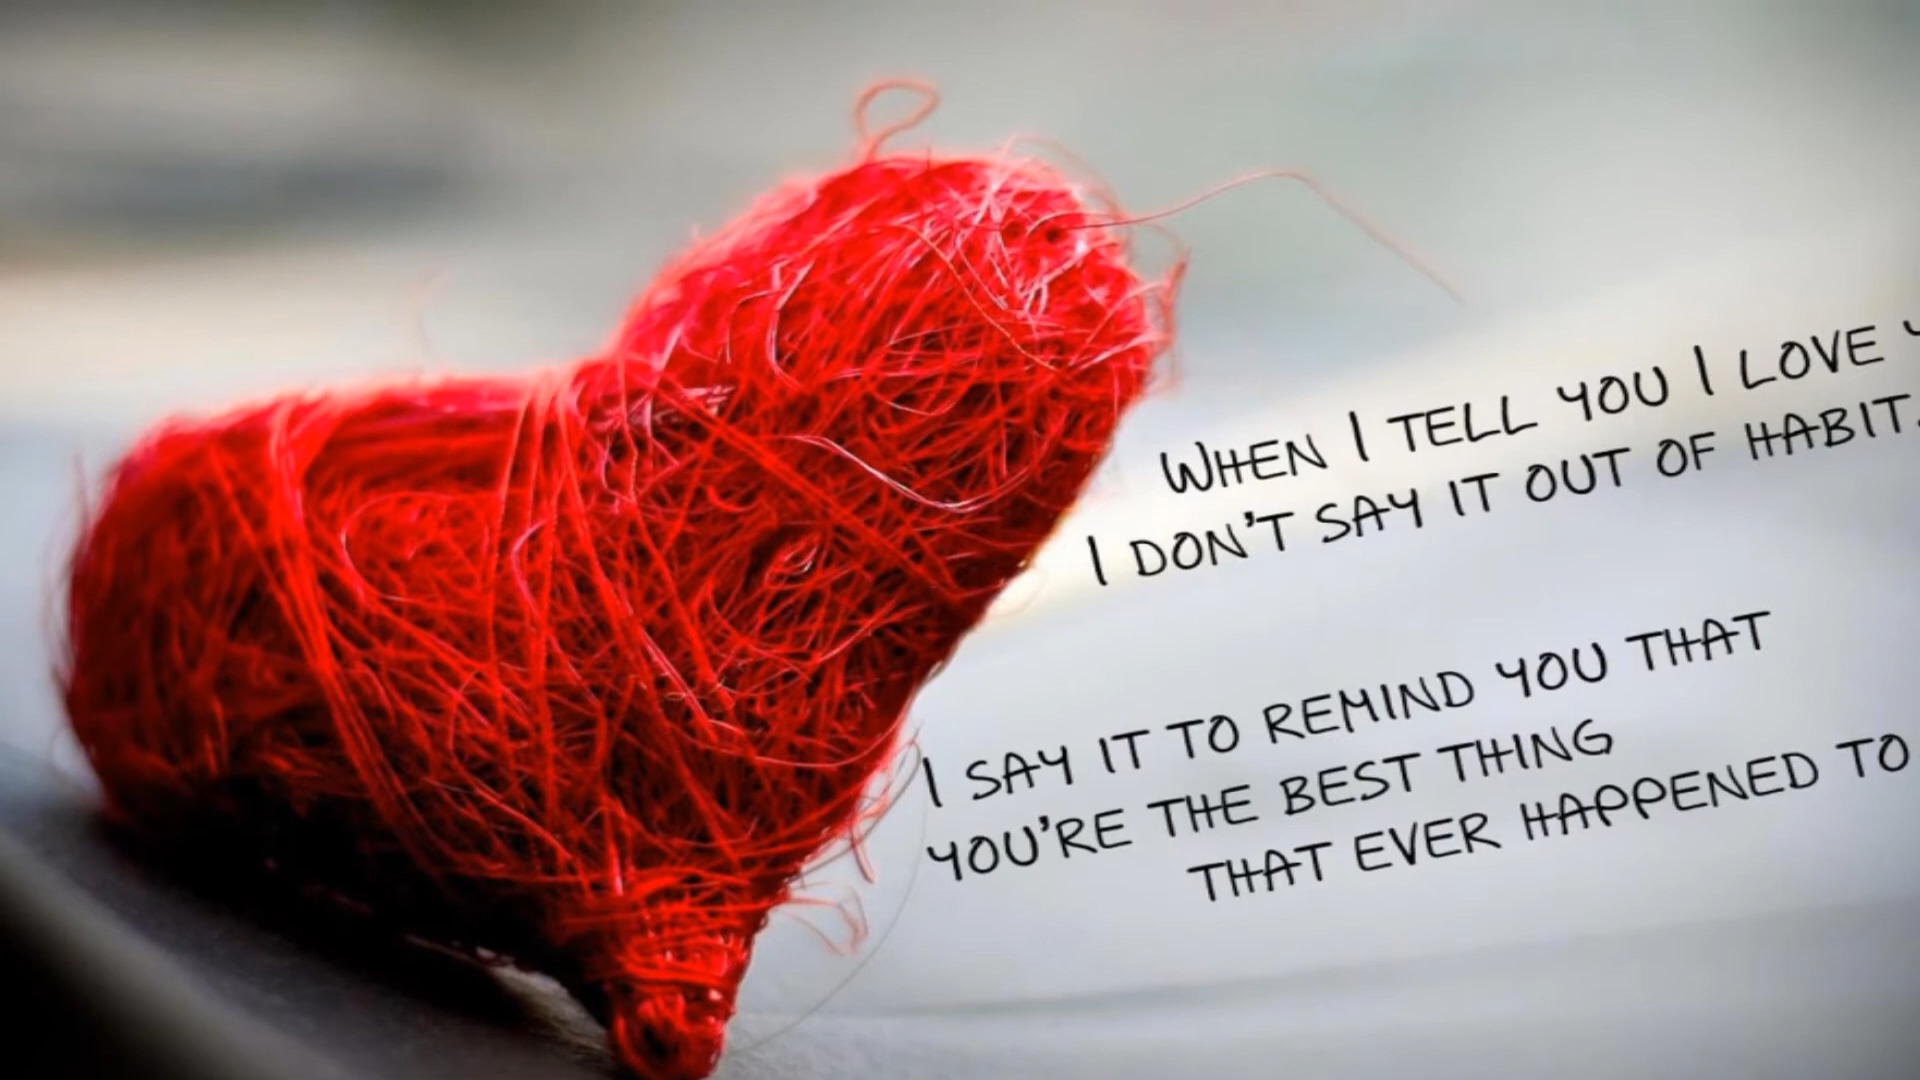 WHEN I TELL YOU I LOVE
I DON'T SAY IT OUT OF HABIT
I SAY IT TO REMIND YOU THAT
YOU'RE THE BEST THING
THAT EVER HAPPENED TO